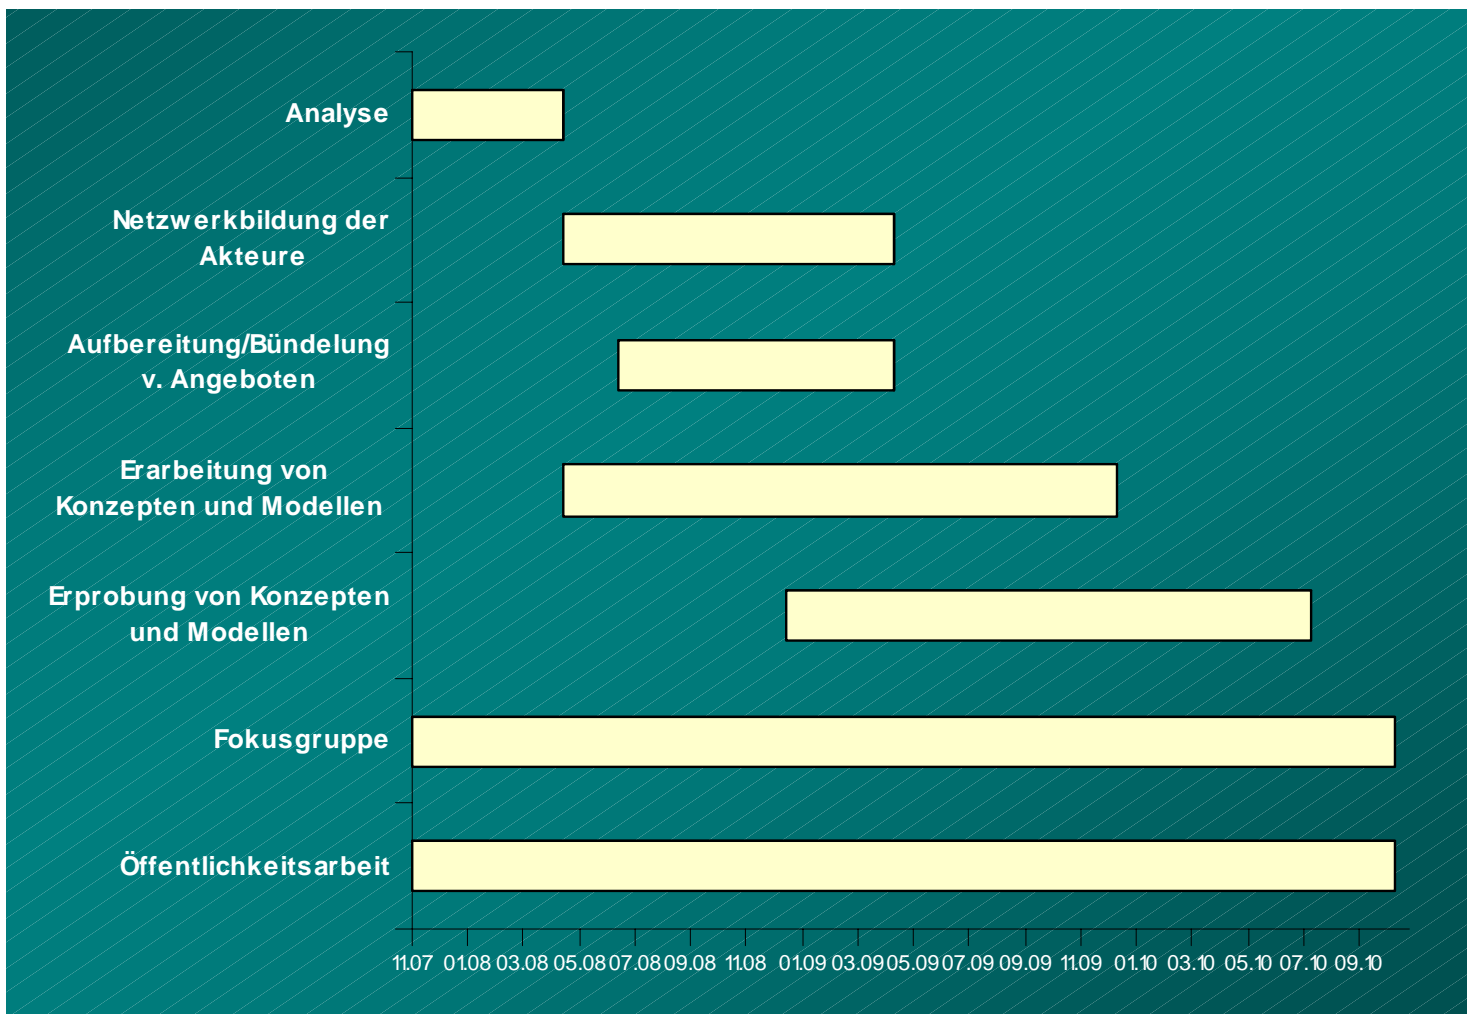 Analyse
Netzwerkbildung der
Akteure
Aufbereitung/Bündelung
v. Angeboten
Erarbeitung von
Konzepten und Modellen
Erprobung von Konzepten
und Modellen
Fokusgruppe
Öffentlichkeitsarbeit
11.07 01.08 03.08 05.08 07.08 09.08 11.08 01.09 03.09 05.09 07.09 09.09 11.09 01.10 03.10 05.10 07.10 09.10